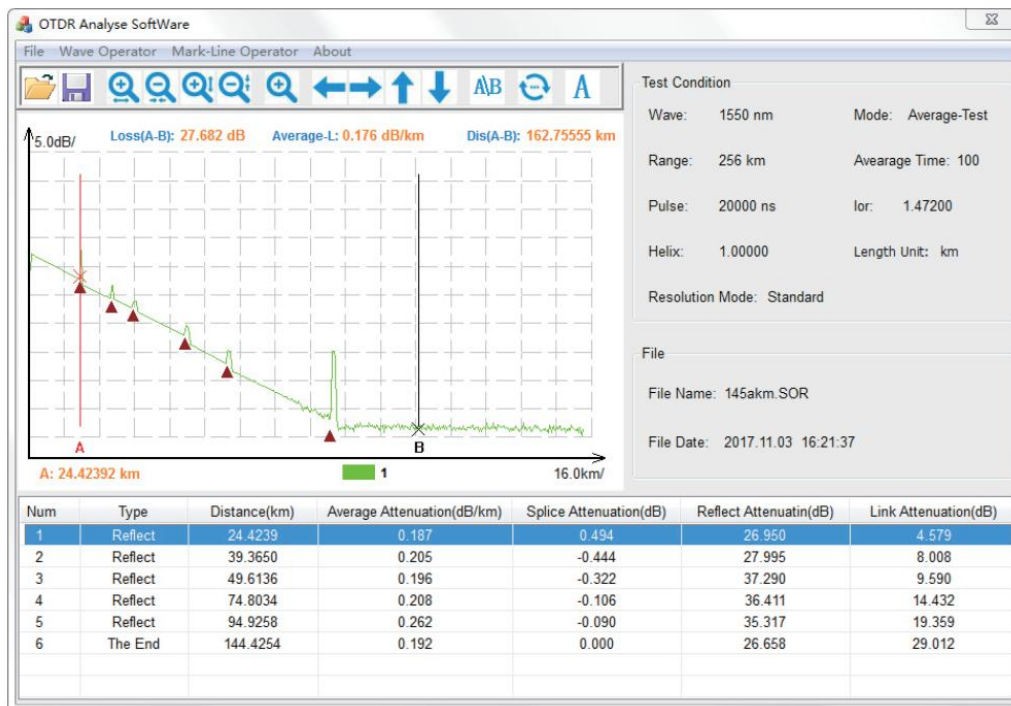 OTDR Analyse SoftWare
File Wave Operator Mark-Line Operator About
A\B A
5.0dB/ Loss(A-B): 27.682 dB Average-L: 0.176 dB/km Dis(A-B): 162.75555 km
A B
A: 24.42392 km 1 16.0km/
Test Condition
Wave: 1550 nm Mode: Average-Test
Range: 256 km Avearage Time: 100
Pulse: 20000 ns Ior: 1.47200
Helix: 1.00000 Length Unit: km
Resolution Mode: Standard
File
File Name: 145akm.SOR
File Date: 2017.11.03 16:21:37
Num Type Distance(km) Average Attenuation(dB/km) Splice Attenuation(dB) Reflect Attenuatin(dB) Link Attenuation(dB)
1 Reflect 24.4239 0.187 0.494 26.950 4.579
2 Reflect 39.3650 0.205 -0.444 27.995 8.008
3 Reflect 49.6136 0.196 -0.322 37.290 9.590
4 Reflect 74.8034 0.208 -0.106 36.411 14.432
5 Reflect 94.9258 0.262 -0.090 35.317 19.359
6 The End 144.4254 0.192 0.000 26.658 29.012